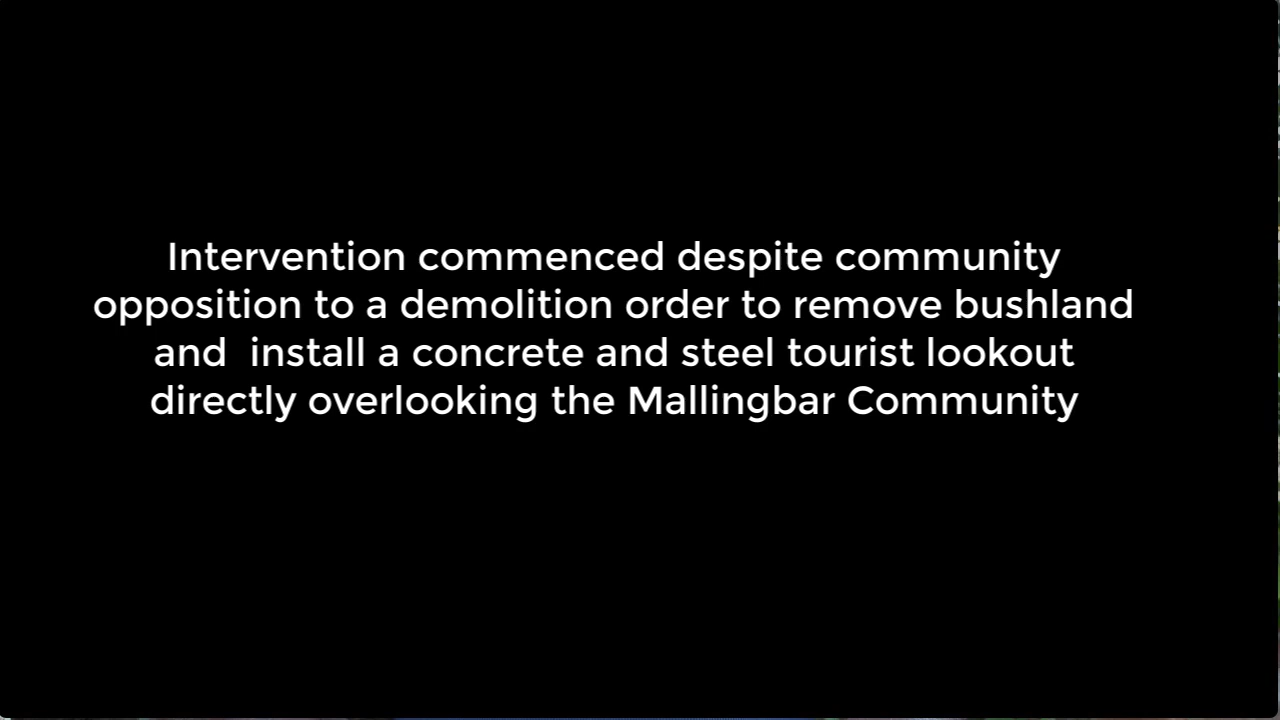 Intervention commenced despite community
opposition to a demolition order to remove bushland
and  install a concrete and steel tourist lookout
directly overlooking the Mallingbar Community